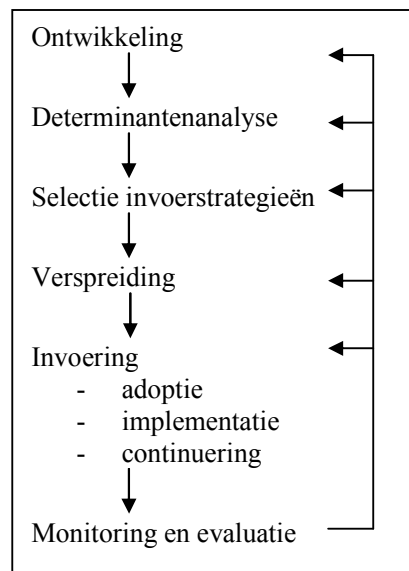 Ontwikkeling
Determinantenanalyse
Selectie invoerstrategieën
Verspreiding
Invoering
- adoptie
- implementatie
- continuering
Monitoring en evaluatie